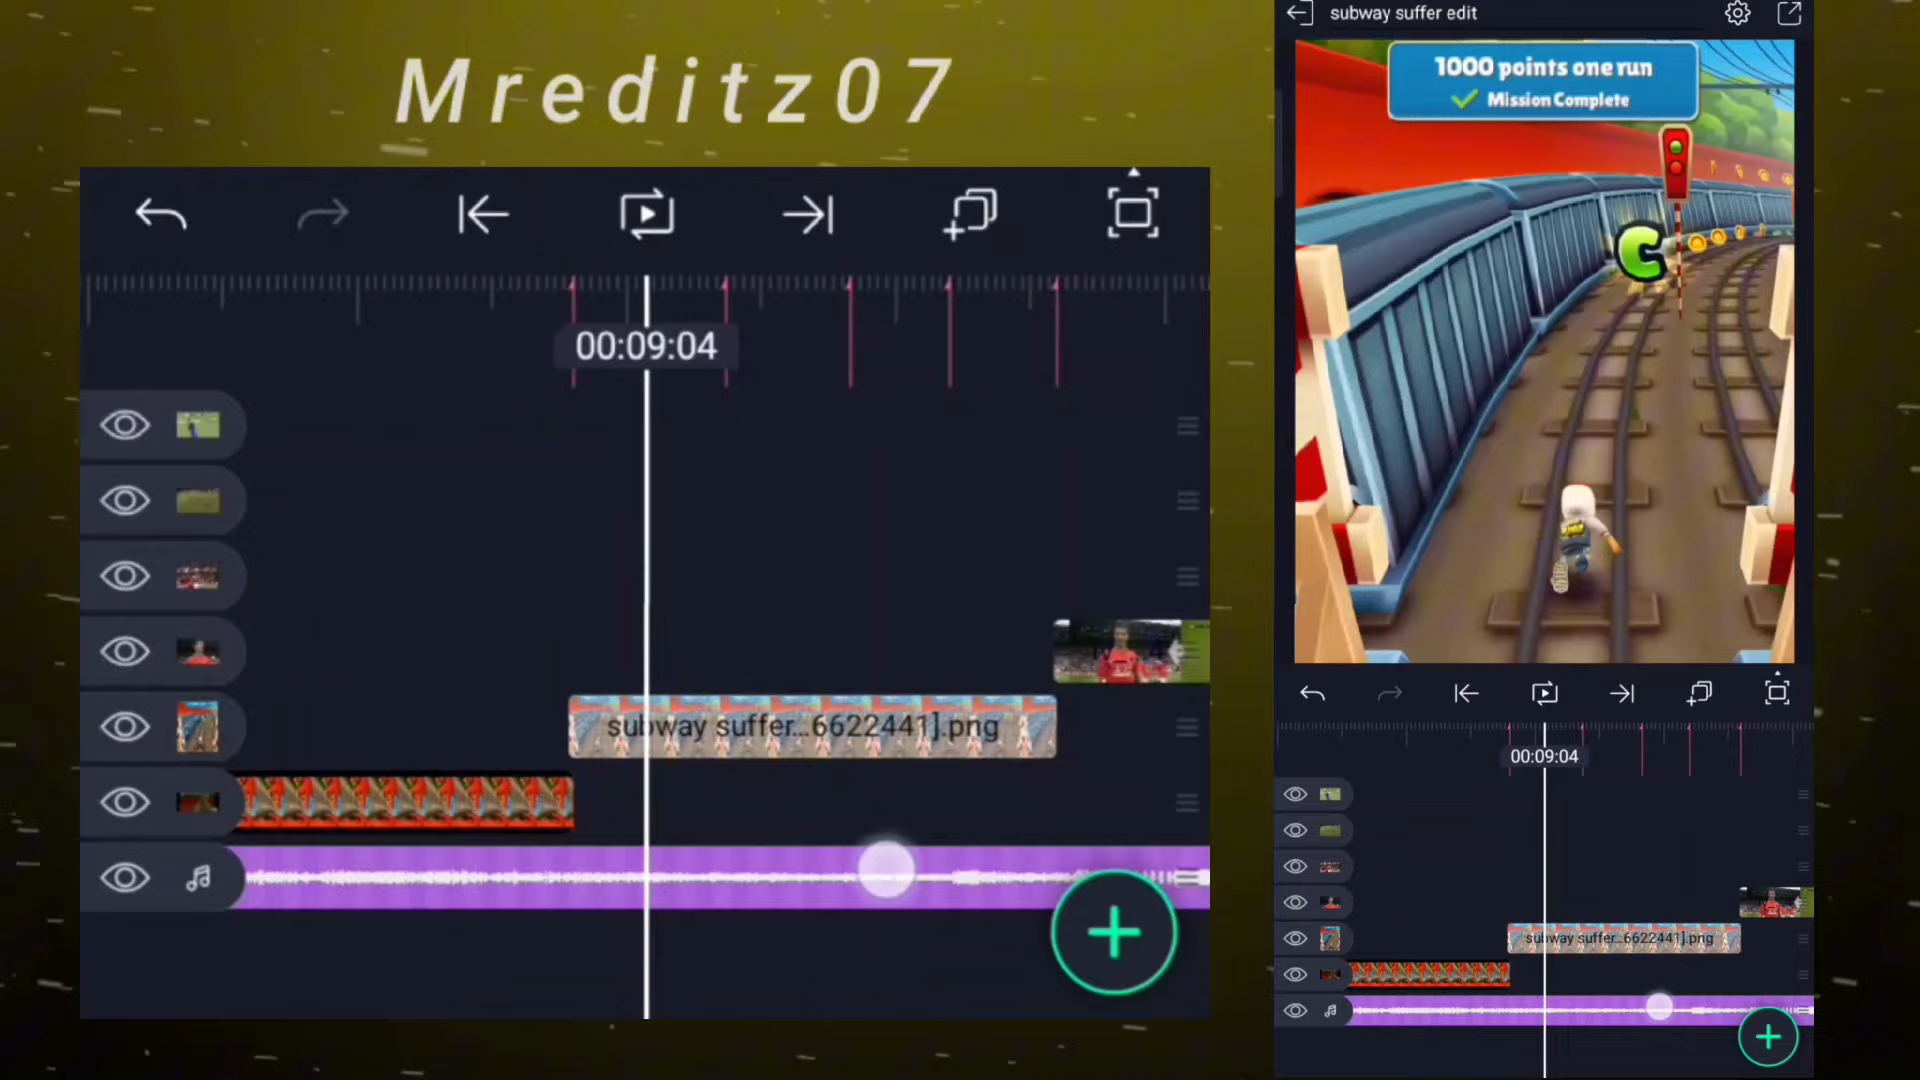 Mreditz07
00:09:04
subway suffer...6622441].png
subway suffer edit
1000 points one run
Mission Complete
C
00:09:04
subway suffer...6622441].png